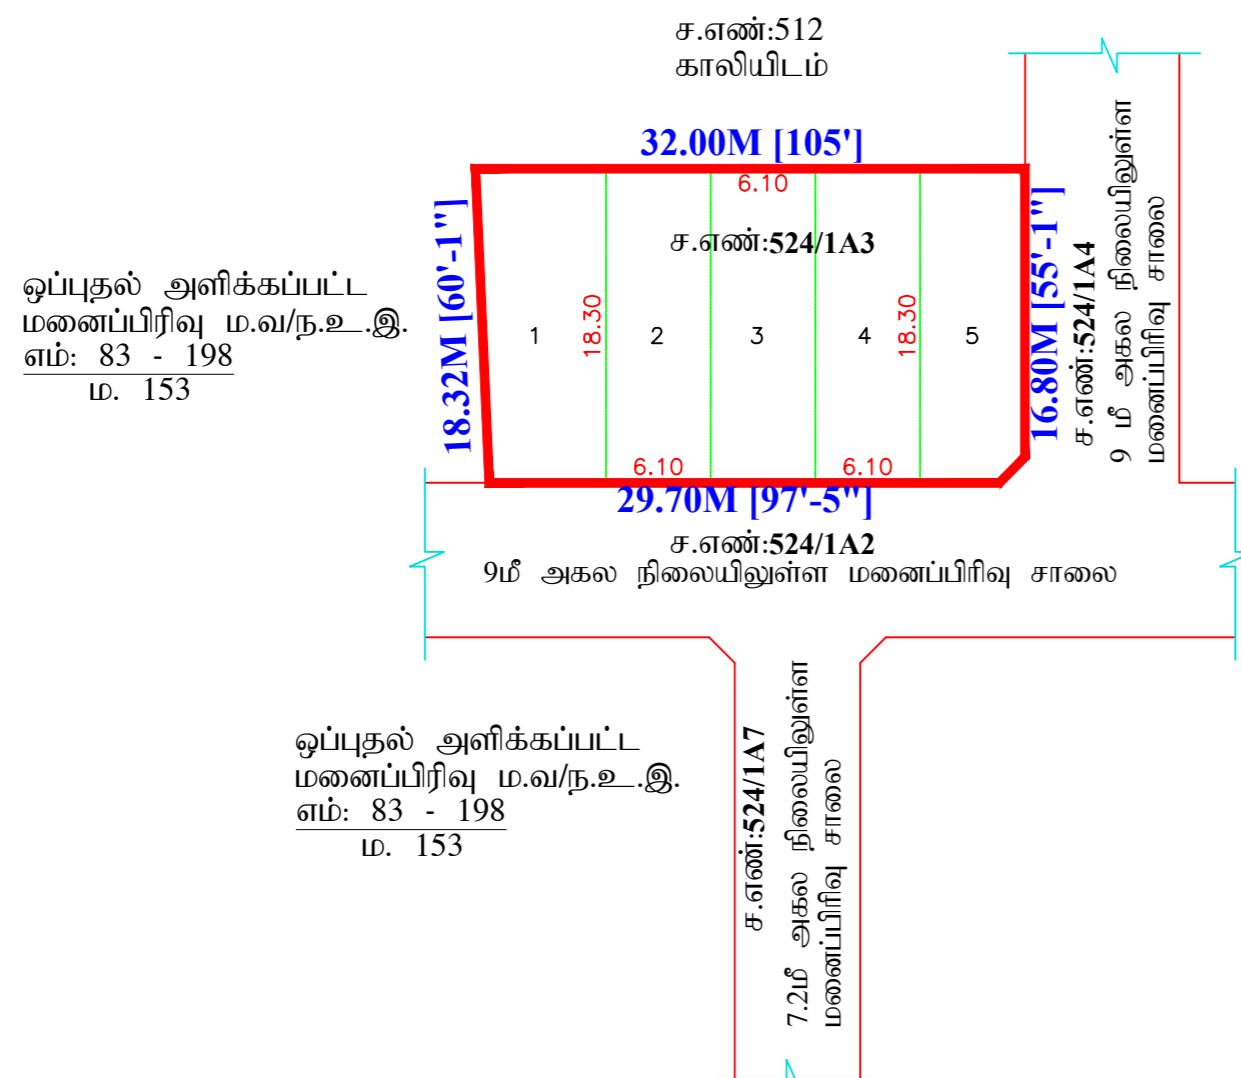 ச.எண்:512
காலியிடம்
32.00M [105']
6.10
ச.எண்:524/1A3
18.32M [60'-1"]
ஒப்புதல் அளிக்கப்பட்ட
மனைப்பிரிவு ம.வ/ந.உ.இ.
எம்: 83 - 198
ம. 153
1
18.30
2
3
4
18.30
5
16.80M [55'-1"]
ச.எண்:524/1A4
9 மீ அகல நிலையிலுள்ள
மனைப்பிரிவு சாலை
6.10
6.10
29.70M [97'-5"]
ச.எண்:524/1A2
9மீ அகல நிலையிலுள்ள மனைப்பிரிவு சாலை
ஒப்புதல் அளிக்கப்பட்ட
மனைப்பிரிவு ம.வ/ந.உ.இ.
எம்: 83 - 198
ம. 153
ச.எண்:524/1A7
7.2மீ அகல நிலையிலுள்ள
மனைப்பிரிவு சாலை